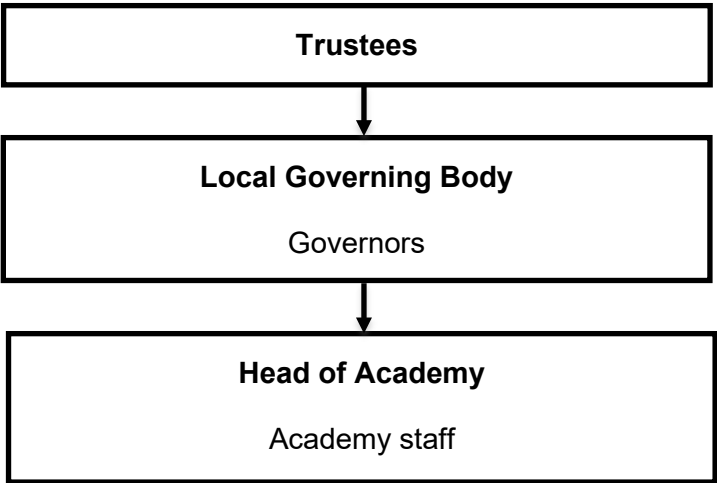 Trustees
Local Governing Body
Governors
Head of Academy
Academy staff